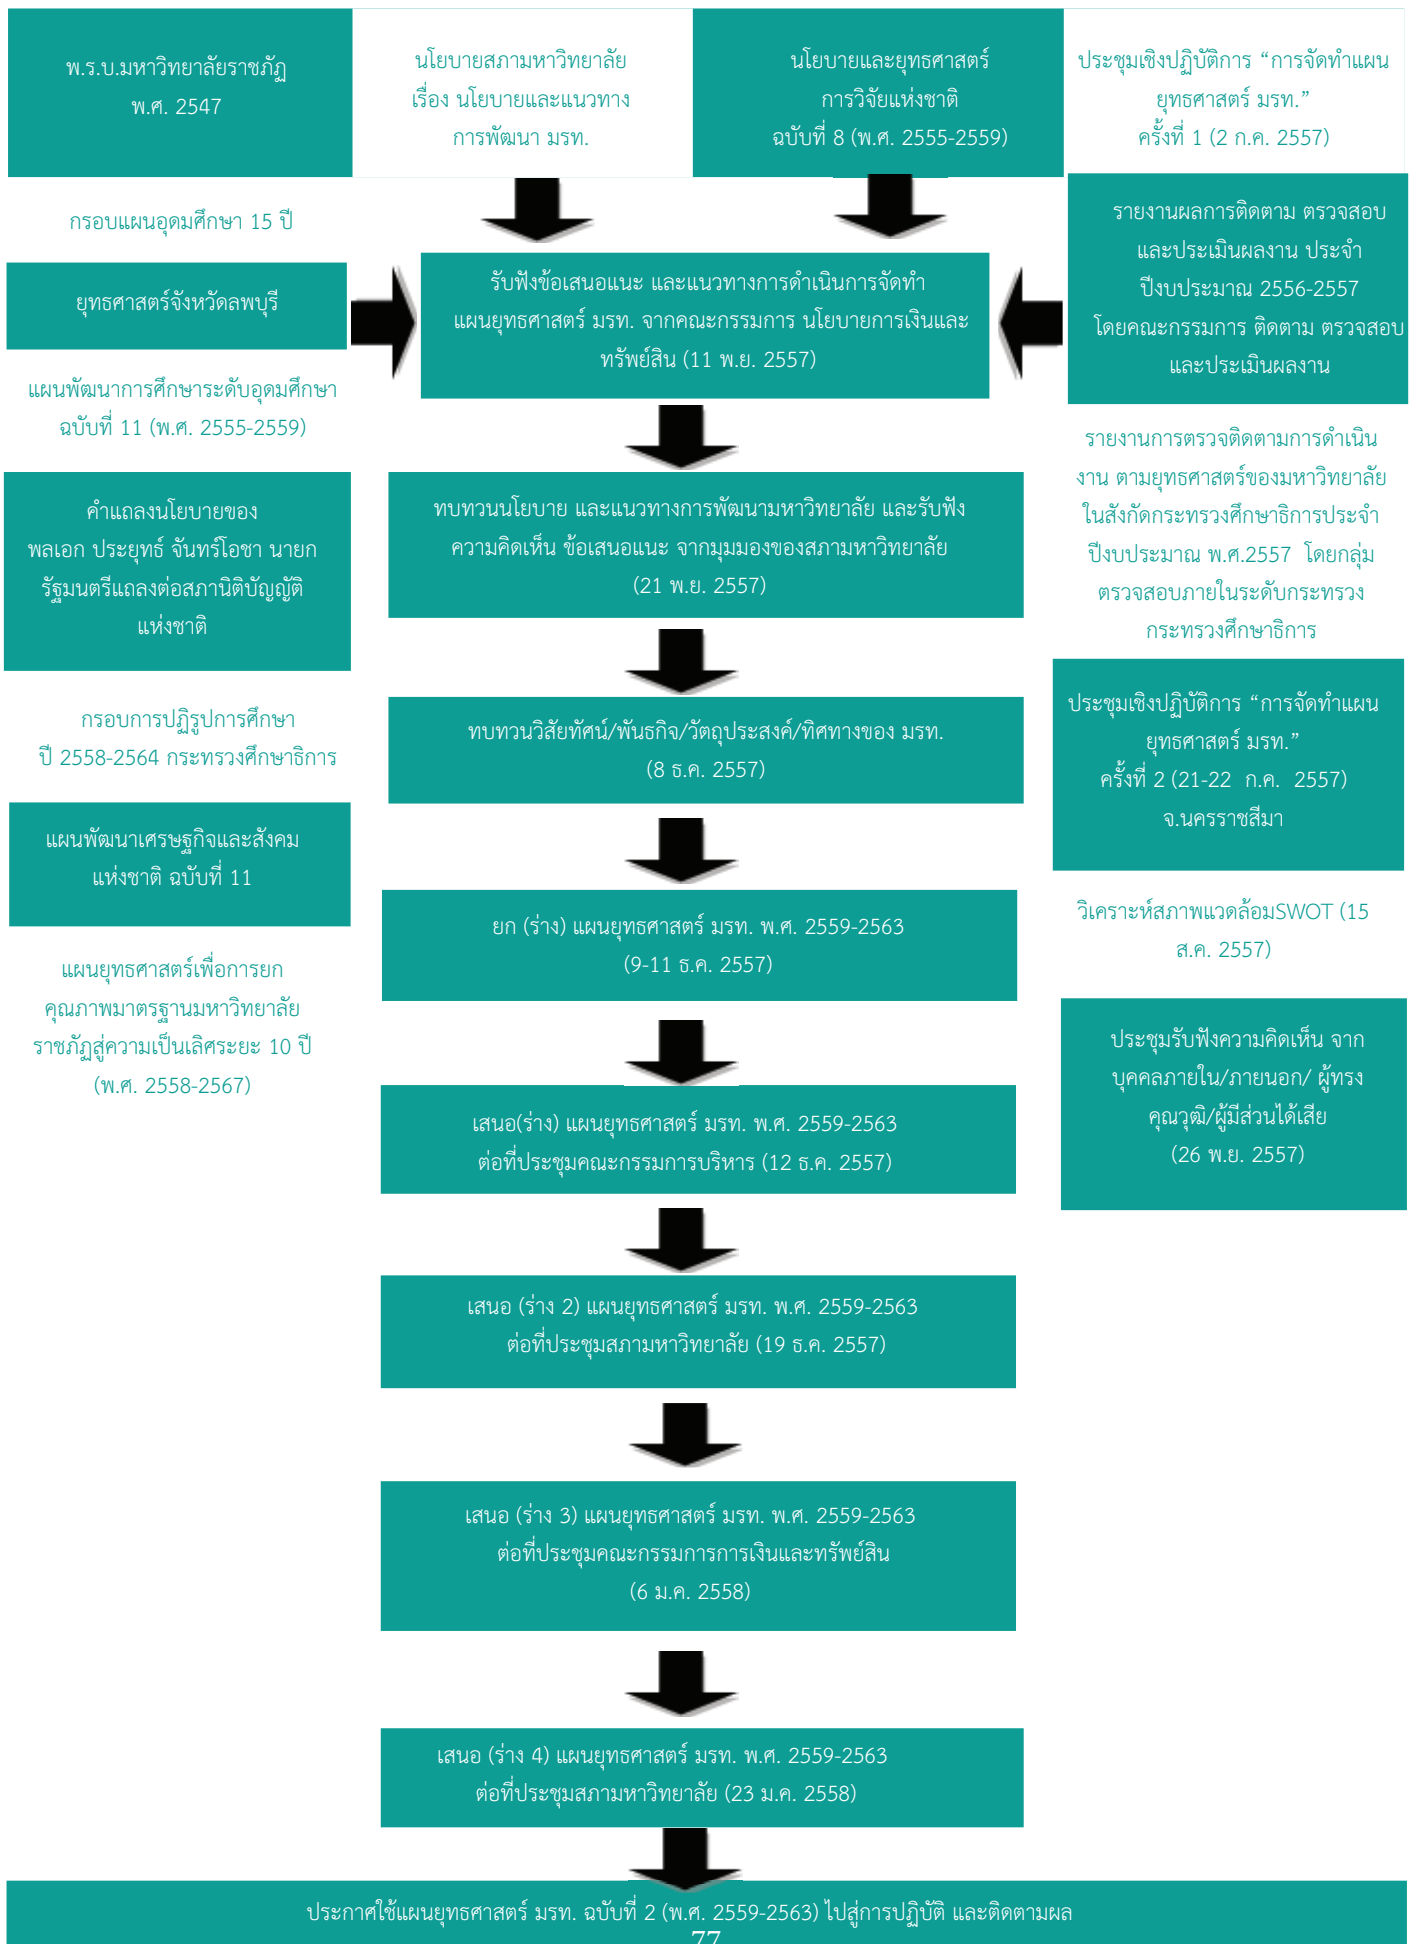 พ.ร.บ.มหาวิทยาลัยราชภัฏ
พ.ศ. 2547
นโยบายสภามหาวิทยาลัย
เรื่อง นโยบายและแนวทาง
การพัฒนา มรท.
นโยบายและยุทธศาสตร์
การวิจัยแห่งชาติ
ฉบับที่ 8 (พ.ศ. 2555-2559)
ประชุมเชิงปฏิบัติการ “การจัดทำแผน
ยุทธศาสตร์ มรท.”
ครั้งที่ 1 (2 ก.ค. 2557)
กรอบแผนอุดมศึกษา 15 ปี
ยุทธศาสตร์จังหวัดลพบุรี
แผนพัฒนาการศึกษาระดับอุดมศึกษา
ฉบับที่ 11 (พ.ศ. 2555-2559)
คำแถลงนโยบายของ
พลเอก ประยุทธ์ จันทร์โอชา นายก
รัฐมนตรีแถลงต่อสภานิติบัญญัติ
แห่งชาติ
กรอบการปฏิรูปการศึกษา
ปี 2558-2564 กระทรวงศึกษาธิการ
แผนพัฒนาเศรษฐกิจและสังคม
แห่งชาติ ฉบับที่ 11
แผนยุทธศาสตร์เพื่อการยก
คุณภาพมาตรฐานมหาวิทยาลัย
ราชภัฏสู่ความเป็นเลิศระยะ 10 ปี
(พ.ศ. 2558-2567)
รับฟังข้อเสนอแนะ และแนวทางการดำเนินการจัดทำ
แผนยุทธศาสตร์ มรท. จากคณะกรรมการ นโยบายการเงินและ
ทรัพย์สิน (11 พ.ย. 2557)
ทบทวนนโยบาย และแนวทางการพัฒนามหาวิทยาลัย และรับฟัง
ความคิดเห็น ข้อเสนอแนะ จากมุมมองของสภามหาวิทยาลัย
(21 พ.ย. 2557)
ทบทวนวิสัยทัศน์/พันธกิจ/วัตถุประสงค์/ทิศทางของ มรท.
(8 ธ.ค. 2557)
ยก (ร่าง) แผนยุทธศาสตร์ มรท. พ.ศ. 2559-2563
(9-11 ธ.ค. 2557)
เสนอ(ร่าง) แผนยุทธศาสตร์ มรท. พ.ศ. 2559-2563
ต่อที่ประชุมคณะกรรมการบริหาร (12 ธ.ค. 2557)
เสนอ (ร่าง 2) แผนยุทธศาสตร์ มรท. พ.ศ. 2559-2563
ต่อที่ประชุมสภามหาวิทยาลัย (19 ธ.ค. 2557)
เสนอ (ร่าง 3) แผนยุทธศาสตร์ มรท. พ.ศ. 2559-2563
ต่อที่ประชุมคณะกรรมการการเงินและทรัพย์สิน
(6 ม.ค. 2558)
เสนอ (ร่าง 4) แผนยุทธศาสตร์ มรท. พ.ศ. 2559-2563
ต่อที่ประชุมสภามหาวิทยาลัย (23 ม.ค. 2558)
รายงานผลการติดตาม ตรวจสอบ
และประเมินผลงาน ประจำ
ปีงบประมาณ 2556-2557
โดยคณะกรรมการ ติดตาม ตรวจสอบ
และประเมินผลงาน
รายงานการตรวจติดตามการดำเนิน
งาน ตามยุทธศาสตร์ของมหาวิทยาลัย
ในสังกัดกระทรวงศึกษาธิการประจำ
ปีงบประมาณ พ.ศ.2557 โดยกลุ่ม
ตรวจสอบภายในระดับกระทรวง
กระทรวงศึกษาธิการ
ประชุมเชิงปฏิบัติการ “การจัดทำแผน
ยุทธศาสตร์ มรท.”
ครั้งที่ 2 (21-22 ก.ค. 2557)
จ.นครราชสีมา
วิเคราะห์สภาพแวดล้อมSWOT (15
ส.ค. 2557)
ประชุมรับฟังความคิดเห็น จาก
บุคคลภายใน/ภายนอก/ ผู้ทรง
คุณวุฒิ/ผู้มีส่วนได้เสีย
(26 พ.ย. 2557)
ประกาศใช้แผนยุทธศาสตร์ มรท. ฉบับที่ 2 (พ.ศ. 2559-2563) ไปสู่การปฏิบัติ และติดตามผล
77